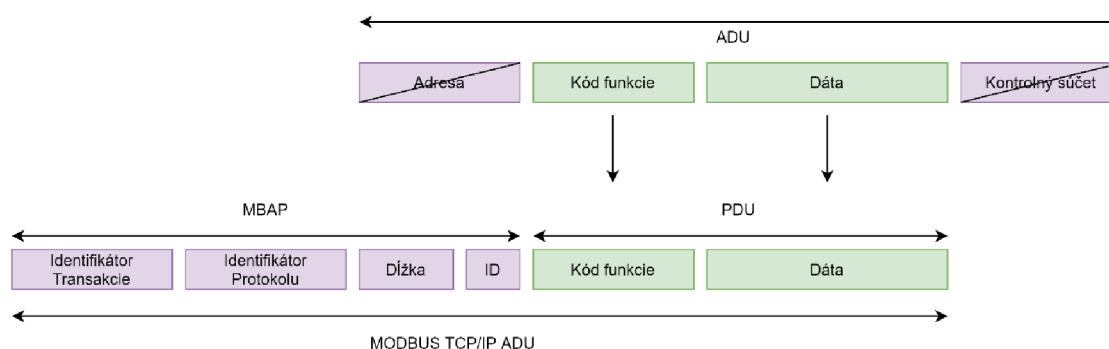 ADU
Adresa
Kód funkcie
Dáta
Kontrolný súčet
MBAP
PDU
Identifikátor
Transakcie
Identifikátor
Protokolu
Dĺžka
ID
Kód funkcie
Dáta
MODBUS TCP/IP ADU